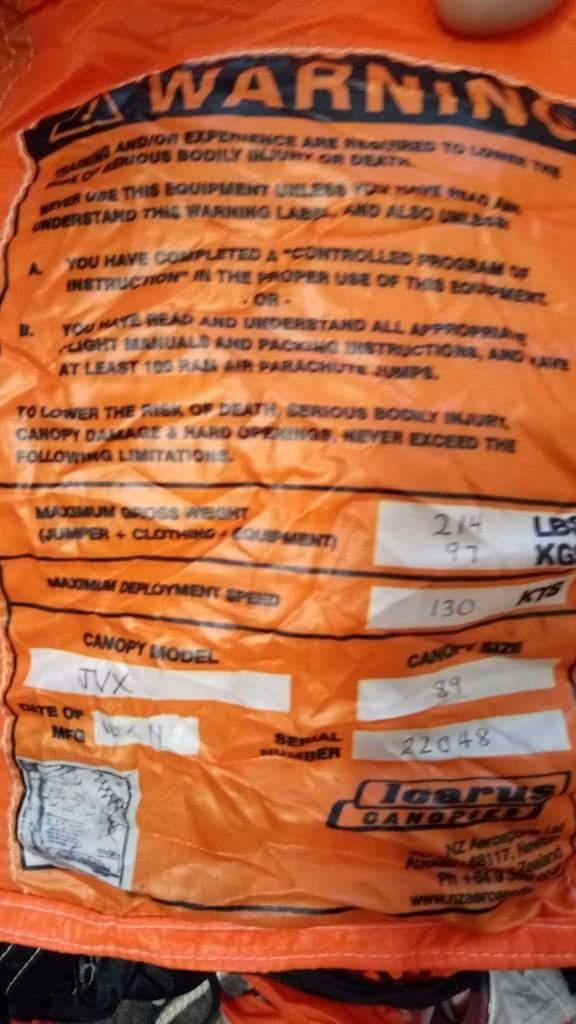 WARNING
TRAINING AND/OR EXPERIENCE ARE REQUIRED TO LOWER THE
RISK OF SERIOUS BODILY INJURY OR DEATH.
NEVER USE THIS EQUIPMENT UNLESS YOU HAVE READ AND
UNDERSTAND THIS WARNING LABEL, AND ALSO UNLESS:
A. YOU HAVE COMPLETED A "CONTROLLED PROGRAM OF
INSTRUCTION" IN THE PROPER USE OF THIS EQUIPMENT.
- OR -
B. YOU HAVE READ AND UNDERSTAND ALL APPROPRIATE
FLIGHT MANUALS AND PACKING INSTRUCTIONS, AND HAVE
AT LEAST 100 RAM AIR PARACHUTE JUMPS.
TO LOWER THE RISK OF DEATH, SERIOUS BODILY INJURY,
CANOPY DAMAGE & HARD OPENINGS, NEVER EXCEED THE
FOLLOWING LIMITATIONS.
MAXIMUM GROSS WEIGHT 214 LBS
(JUMPER + CLOTHING + EQUIPMENT) 97 KG
MAXIMUM DEPLOYMENT SPEED 130 KTS
CANOPY MODEL CANOPY SIZE
JVX 89
DATE OF
MFG SERIAL
NUMBER 22048
Icarus
CANOPIES
NZ Aerosports Ltd